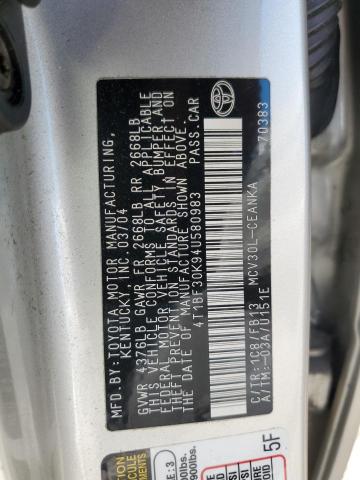 MFD.BY:TOYOTA MOTOR MANUFACTURING,
KENTUCKY, INC. 03/04
GVWR 4376LB GAWR FR 2668LB RR 2668LB
THIS VEHICLE CONFORMS TO ALL APPLICABLE
FEDERAL MOTOR VEHICLE SAFETY, BUMPER, AND
THEFT PREVENTION STANDARDS IN EFFECT ON
THE DATE OF MANUFACTURE SHOWN ABOVE.
4T1BF30K94U580983 PASS.CAR
C/TR: 1C8/FB13 MCV30L-CEANKA
A/TM:-03A/U151E 70383
5F